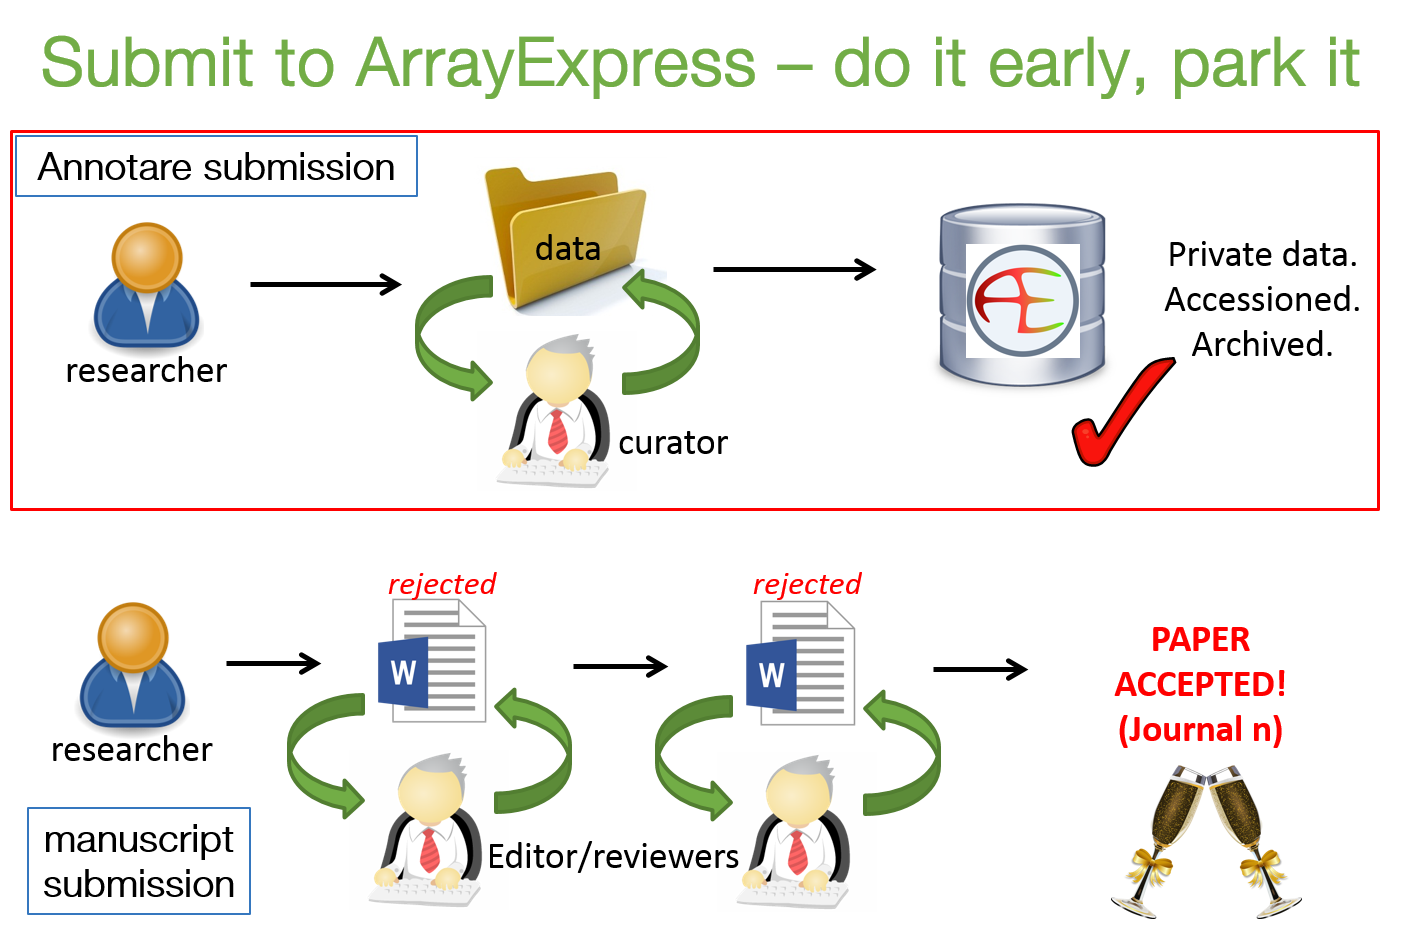 Submit to ArrayExpress – do it early, park it
Annotare submission
researcher
data
curator
Private data.
Accessioned.
Archived.
researcher
rejected
W
rejected
W
Editor/reviewers
PAPER
ACCEPTED!
(Journal n)
manuscript
submission